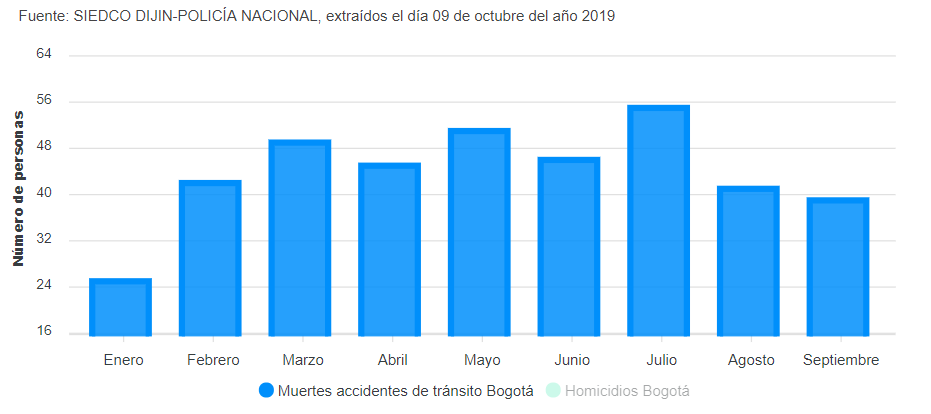 Fuente: SIEDCO DIJIN-POLICÍA NACIONAL, extraídos el día 09 de octubre del año 2019
Número de personas
64
56
48
40
32
24
16
Enero Febrero Marzo Abril Mayo Junio Julio Agosto Septiembre
Muertes accidentes de tránsito Bogotá Homicidios Bogotá